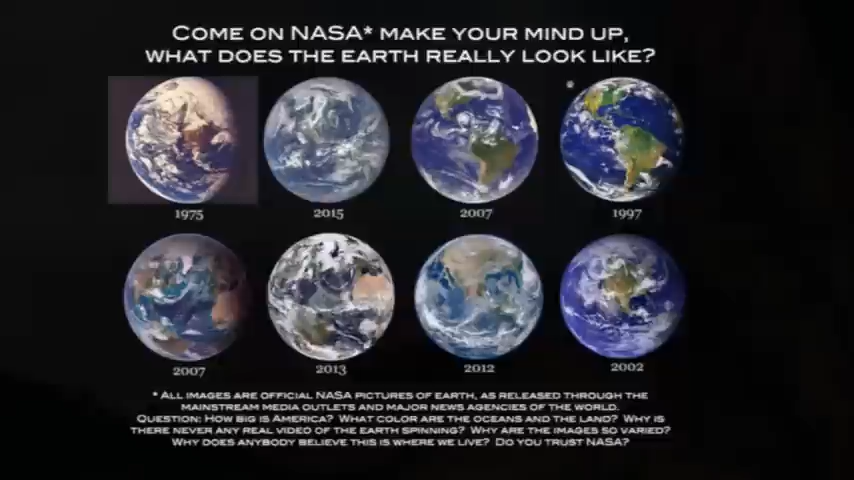 COME ON NASA* MAKE YOUR MIND UP,
WHAT DOES THE EARTH REALLY LOOK LIKE?
1975 2015 2007 1997
2007 2013 2012 2002
* ALL IMAGES ARE OFFICIAL NASA PICTURES OF EARTH, AS RELEASED THROUGH THE
MAINSTREAM MEDIA OUTLETS AND MAJOR NEWS AGENCIES OF THE WORLD.
QUESTION: HOW BIG IS AMERICA? WHAT COLOR ARE THE OCEANS AND THE LAND? WHY IS
THERE NEVER ANY REAL VIDEO OF THE EARTH SPINNING? WHY ARE THE IMAGES SO VARIED?
WHY DOES ANYBODY BELIEVE THIS IS WHERE WE LIVE? DO YOU TRUST NASA?